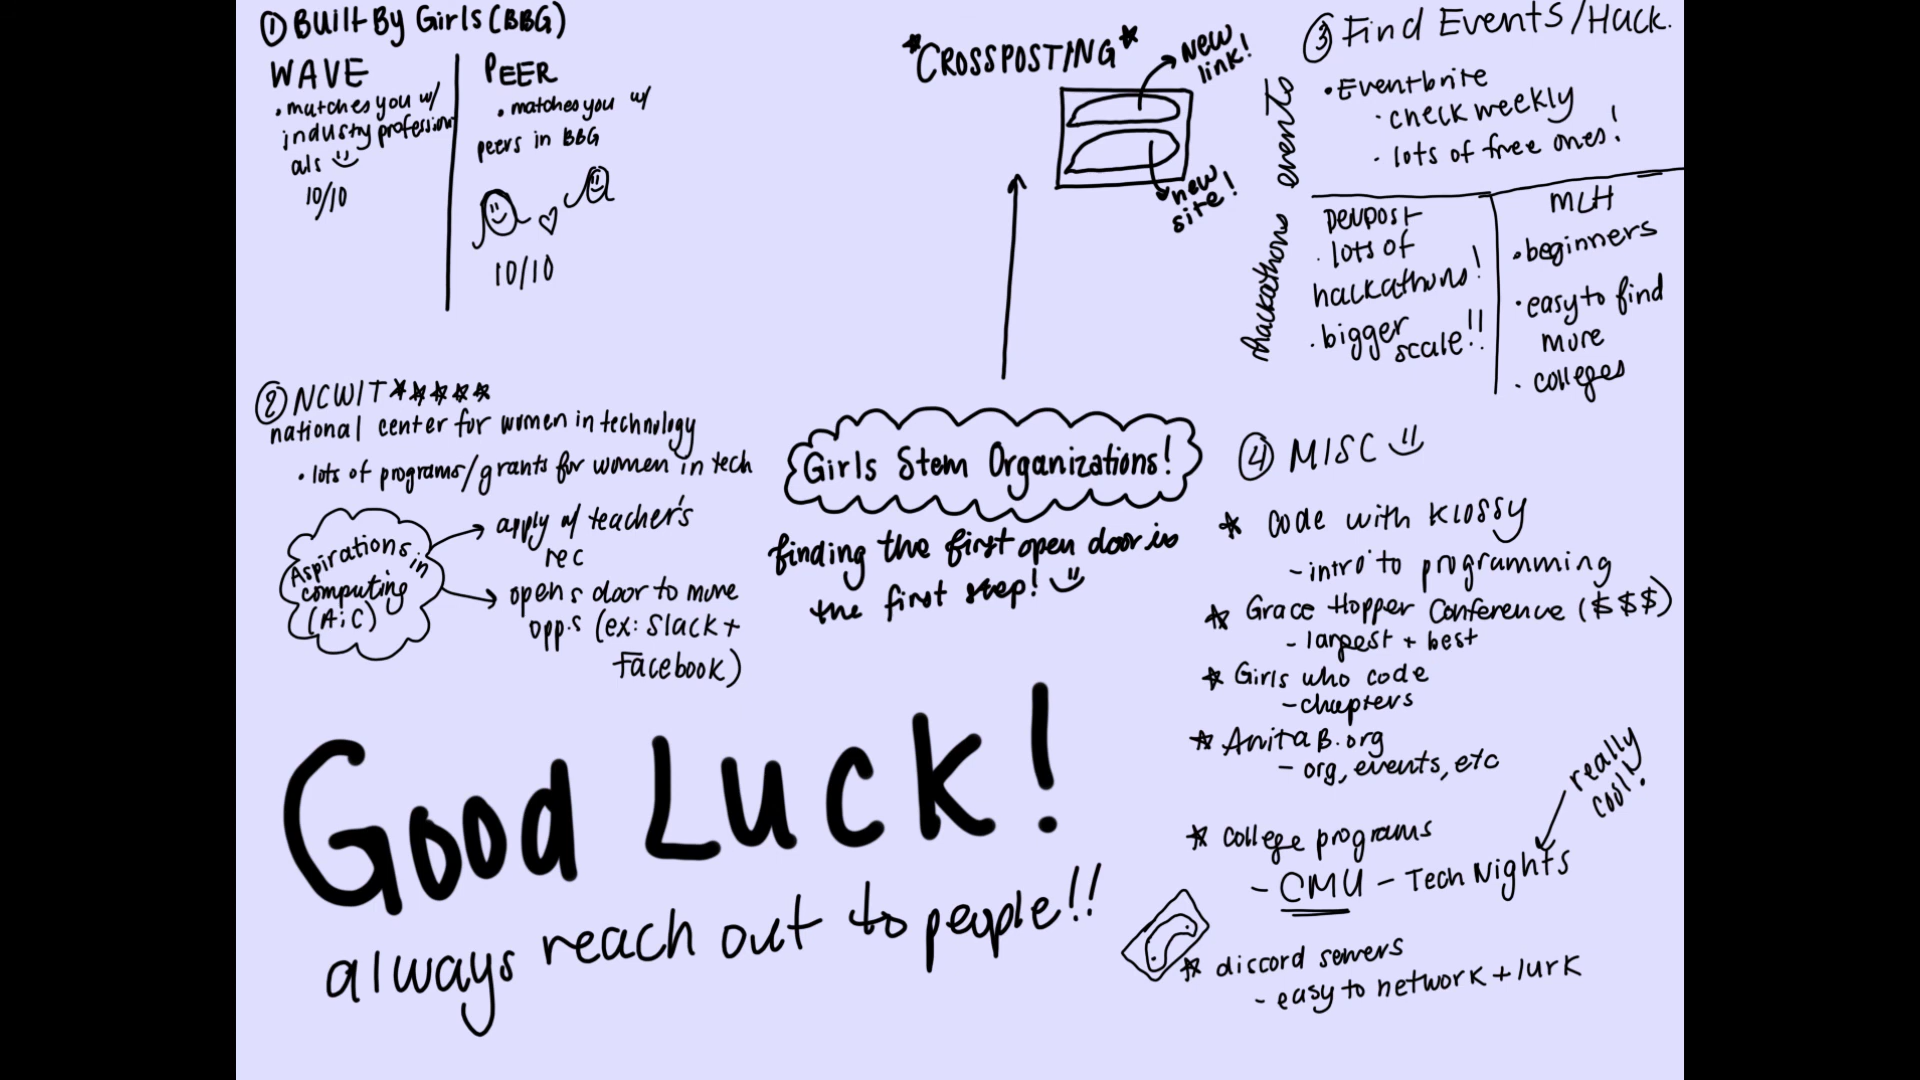 ① Built By Girls (BBG)
WAVE
• matches you w/
industry profession
als
10/10
PEER
• matches you w/
peers in BBG
10/10
*CROSSPOSTING*
new
link!
new
site!
③ Find Events/Hack.
events
• Eventbrite
• check weekly
• lots of free ones!
hackathons
Devpost
• lots of
hackathons!
• bigger
scale!!
MLH
• beginners
• easy to find
more
• colleges
② NCWIT *****
national center for women in technology
• lots of programs/grants for women in tech
Aspirations
in
computing
(AiC)
apply w/ teacher's
rec
opens door to more
opps (ex: Slack +
Facebook)
Girls Stem Organizations!
finding the first open door is
the first step!
④ MISC
* code with Klossy
- intro to programming
* Grace Hopper Conference ($$$)
- largest + best
* Girls who code
- chapters
* AnitaB.org
- org, events, etc
* college programs
- CMU - Tech Nights
really
cool!
* discord servers
- easy to network + lurk
Good Luck!
always reach out to people!!